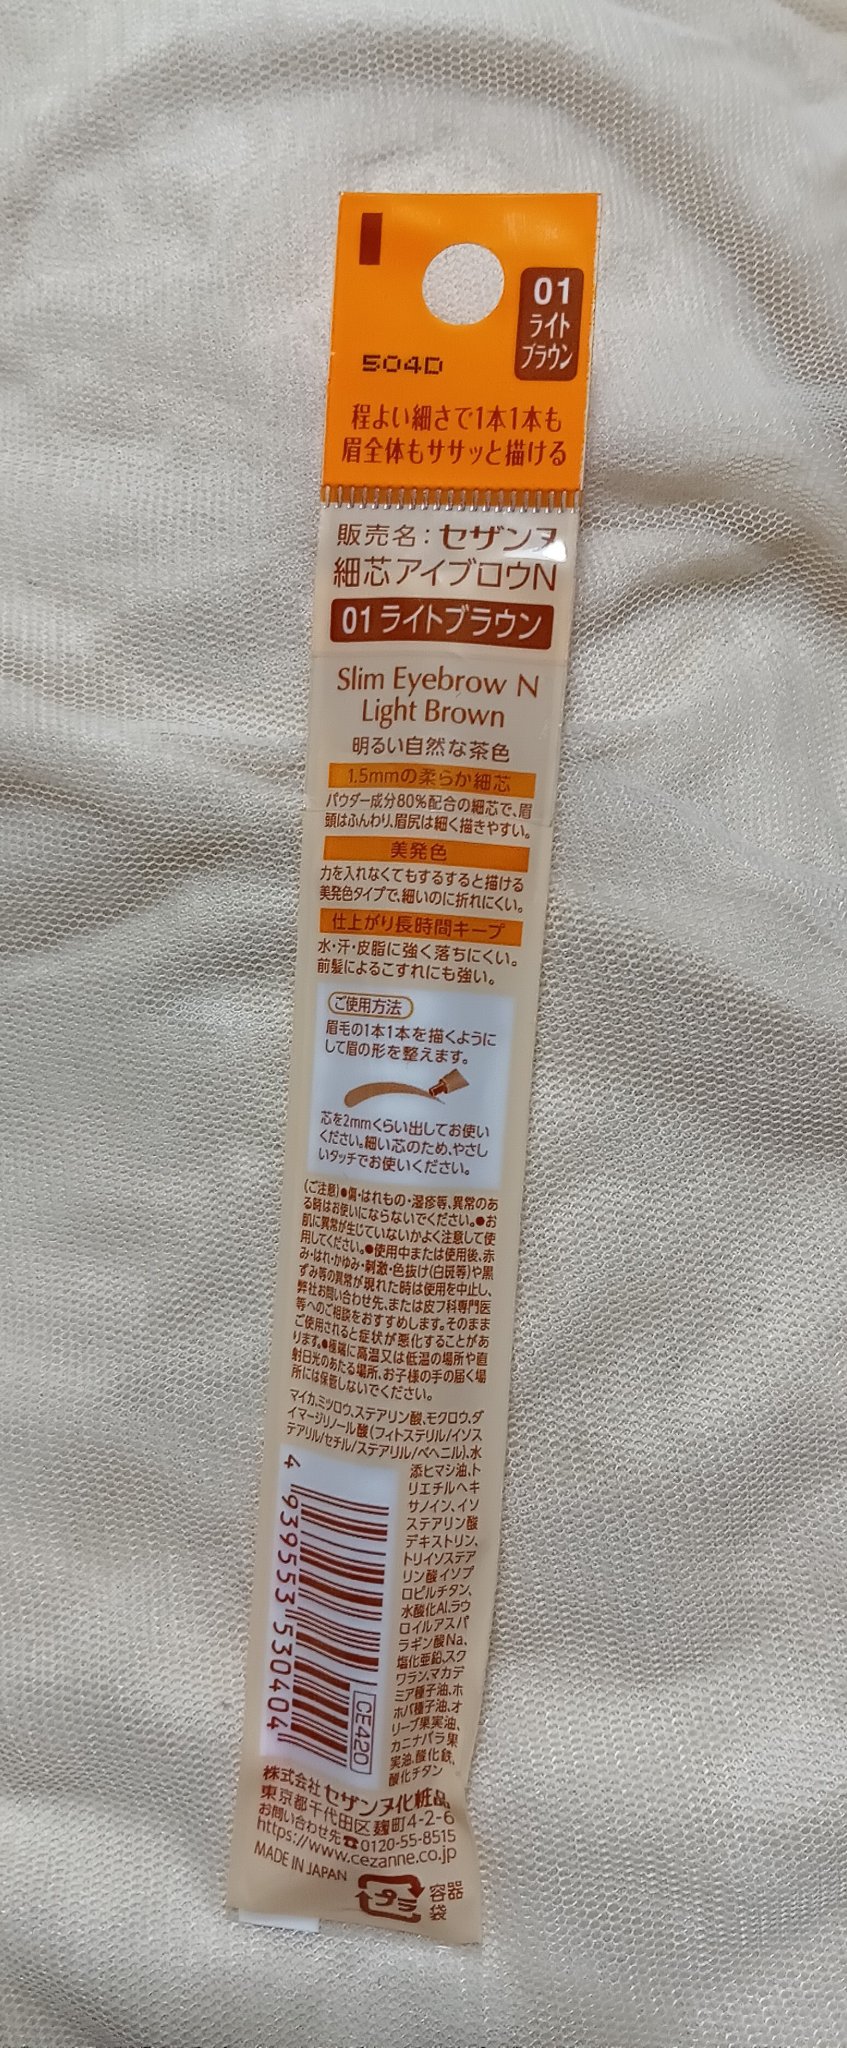 01
ライト
ブラウン
504D
程よい細さで1本1本も
眉全体もササッと描ける
販売名：セザンヌ
細芯アイブロウN
01 ライトブラウン
Slim Eyebrow N
Light Brown
明るい自然な茶色
1.5mmの柔らか細芯
パウダー成分80%配合の細芯で、眉
頭はふんわり、眉尻は細く描きやすい。
美発色
力を入れなくてもするすると描ける
美発色タイプで、細いのに折れにくい。
仕上がり長時間キープ
水・汗・皮脂に強く落ちにくい。
前髪によるこすれにも強い。
ご使用方法
眉毛の1本1本を描くように
して眉の形を整えます。
芯を2mmくらい出してお使い
ください。細い芯のため、やさし
いタッチでお使いください。
(ご注意)●傷・はれもの・湿疹等、異常のあ
る時はお使いにならないでください。●お
肌に異常が生じていないかよく注意して使
用してください。●使用中または使用後、赤
み・はれ・かゆみ・刺激・色抜け(白斑等)や黒
ずみ等の異常が現れた時は使用を中止し、
弊社お問い合わせ先、または皮フ科専門医
等へのご相談をおすすめします。そのまま
ご使用されると症状が悪化することがあ
ります。●極端に高温又は低温の場所や直
射日光のあたる場所、お子様の手の届く場
所には保管しないでください。
マイカ、ミツロウ、ステアリン酸、モクロウ、ダ
イマージリノール酸(フィトステリル/イソス
テアリル/セチル/ステアリル/ベヘニル)、水
添ヒマシ油、ト
リエチルヘキ
サノイン、イソ
ステアリン酸
デキストリン、
トリイソステア
リン酸イソプ
ロピルチタン、
水酸化Al、ラウ
ロイルアスパ
ラギン酸Na、
塩化亜鉛、スク
ワラン、マカデ
ミア種子油、ホ
ホバ種子油、オ
リーブ果実油、
カニナバラ果
実油、酸化鉄、
酸化チタン
4 939553 530404
CE420
株式会社 セザンヌ化粧品
東京都千代田区麹町4-2-6
お問い合わせ先☎0120-55-8515
https://www.cezanne.co.jp
MADE IN JAPAN
プラ
容器
袋